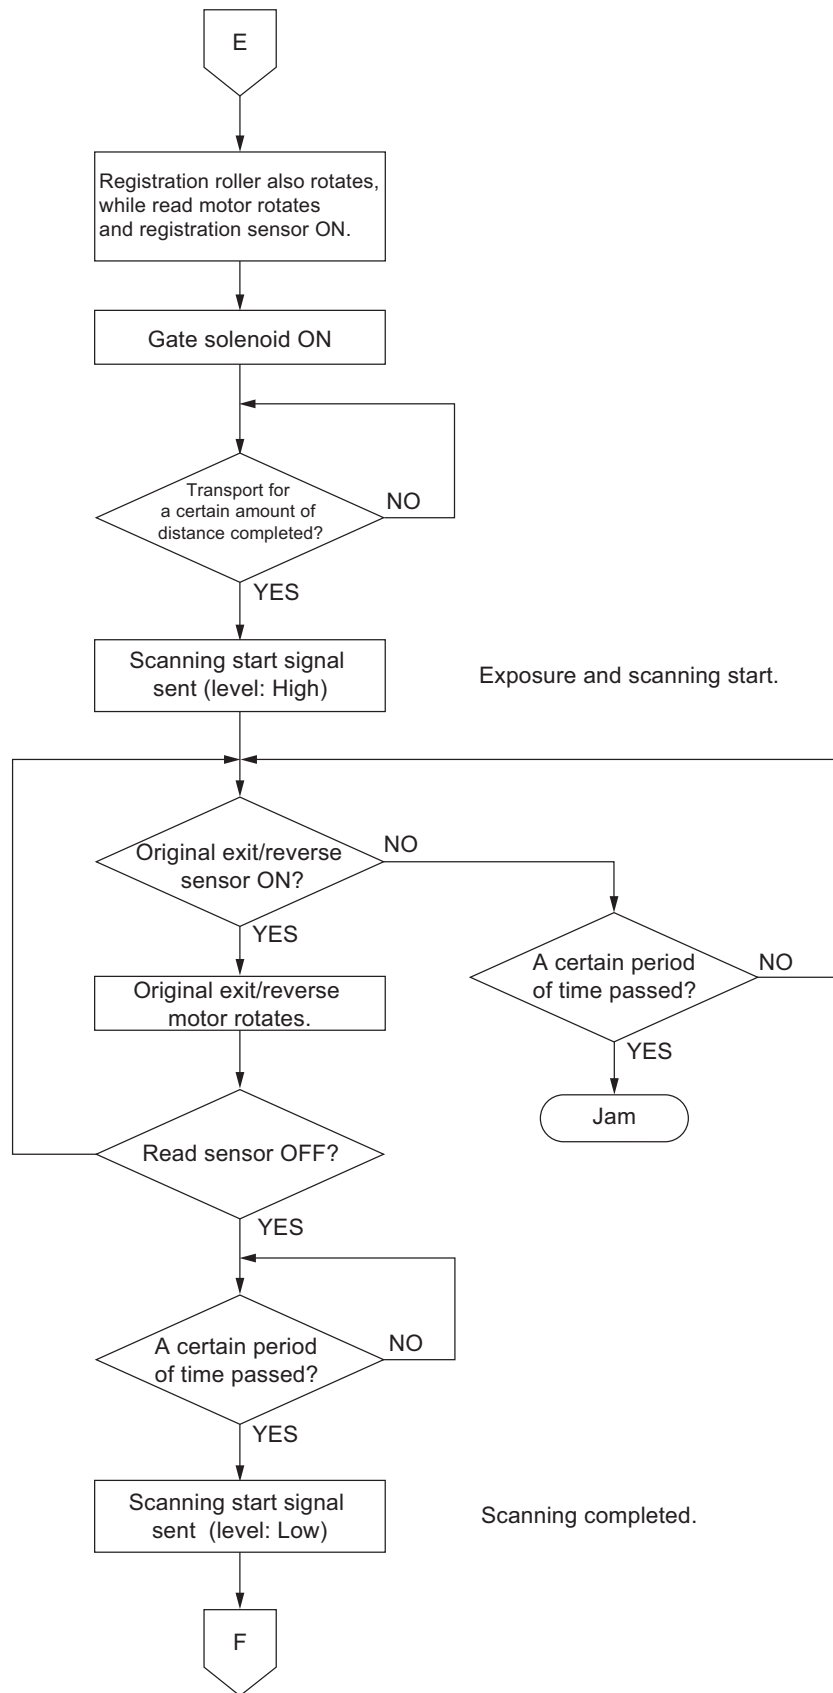 E
Registration roller also rotates,
while read motor rotates
and registration sensor ON.
Gate solenoid ON
Transport for
a certain amount of
distance completed?
NO
YES
Scanning start signal
sent (level: High)
Exposure and scanning start.
Original exit/reverse
sensor ON?
NO
YES
A certain period
of time passed?
NO
YES
Jam
Original exit/reverse
motor rotates.
Read sensor OFF?
YES
A certain period
of time passed?
NO
YES
Scanning start signal
sent (level: Low)
Scanning completed.
F